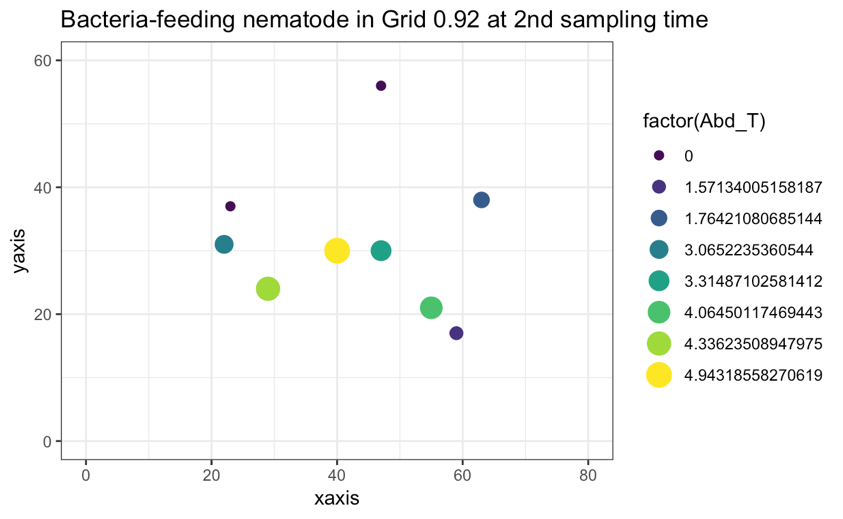 Bacteria-feeding nematode in Grid 0.92 at 2nd sampling time
60
40
20
0
yaxis
0 20 40 60 80
xaxis
factor(Abd_T)
0
1.57134005158187
1.76421080685144
3.0652235360544
3.31487102581412
4.06450117469443
4.33623508947975
4.94318558270619